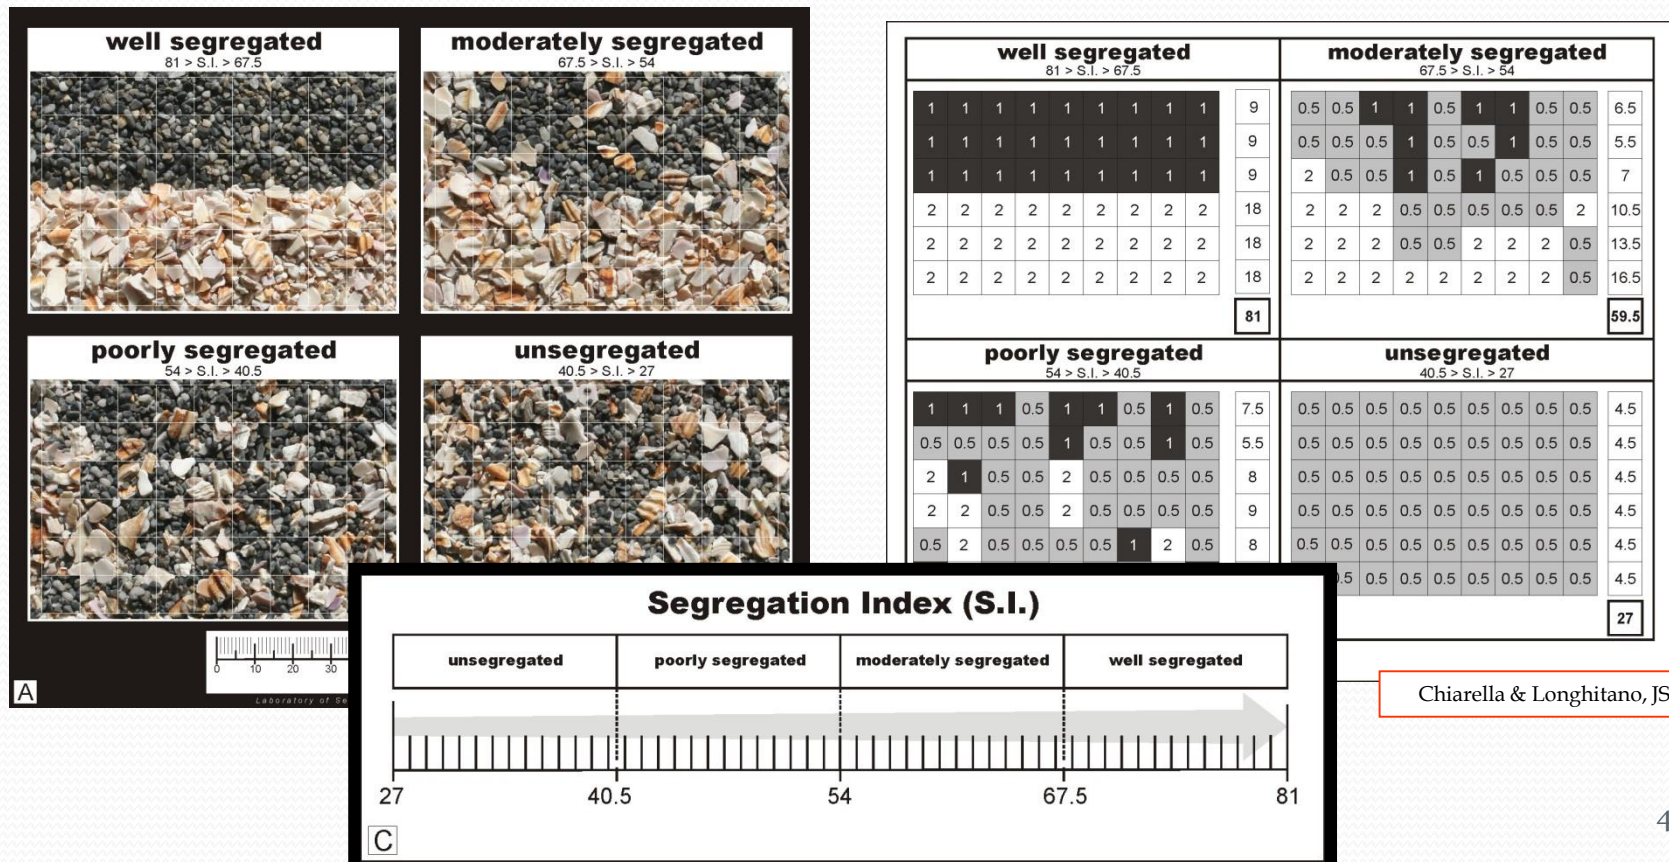 well segregated
81 > S.I. > 67.5
moderately segregated
67.5 > S.I. > 54
poorly segregated
54 > S.I. > 40.5
unsegregated
40.5 > S.I. > 27
0 10 20 30
Laboratory of Se
A
well segregated
81 > S.I. > 67.5
1 1 1 1 1 1 1 1 1 9
1 1 1 1 1 1 1 1 1 9
1 1 1 1 1 1 1 1 1 9
2 2 2 2 2 2 2 2 2 18
2 2 2 2 2 2 2 2 2 18
2 2 2 2 2 2 2 2 2 18
81
moderately segregated
67.5 > S.I. > 54
0.5 0.5 1 1 0.5 1 1 0.5 0.5 6.5
0.5 0.5 0.5 1 0.5 0.5 1 0.5 0.5 5.5
2 0.5 0.5 1 0.5 1 0.5 0.5 0.5 7
2 2 2 0.5 0.5 0.5 0.5 0.5 2 10.5
2 2 2 0.5 0.5 2 2 2 0.5 13.5
2 2 2 2 2 2 2 2 0.5 16.5
59.5
poorly segregated
54 > S.I. > 40.5
1 1 1 0.5 1 1 0.5 1 0.5 7.5
0.5 0.5 0.5 0.5 1 0.5 0.5 1 0.5 5.5
2 1 0.5 0.5 2 0.5 0.5 0.5 0.5 8
2 2 0.5 0.5 2 0.5 0.5 0.5 0.5 9
0.5 2 0.5 0.5 0.5 0.5 1 2 0.5 8
unsegregated
40.5 > S.I. > 27
0.5 0.5 0.5 0.5 0.5 0.5 0.5 0.5 0.5 4.5
0.5 0.5 0.5 0.5 0.5 0.5 0.5 0.5 0.5 4.5
0.5 0.5 0.5 0.5 0.5 0.5 0.5 0.5 0.5 4.5
0.5 0.5 0.5 0.5 0.5 0.5 0.5 0.5 0.5 4.5
0.5 0.5 0.5 0.5 0.5 0.5 0.5 0.5 0.5 4.5
.5 0.5 0.5 0.5 0.5 0.5 0.5 0.5 4.5
27
Segregation Index (S.I.)
unsegregated poorly segregated moderately segregated well segregated
27 40.5 54 67.5 81
C
Chiarella & Longhitano, JS
4